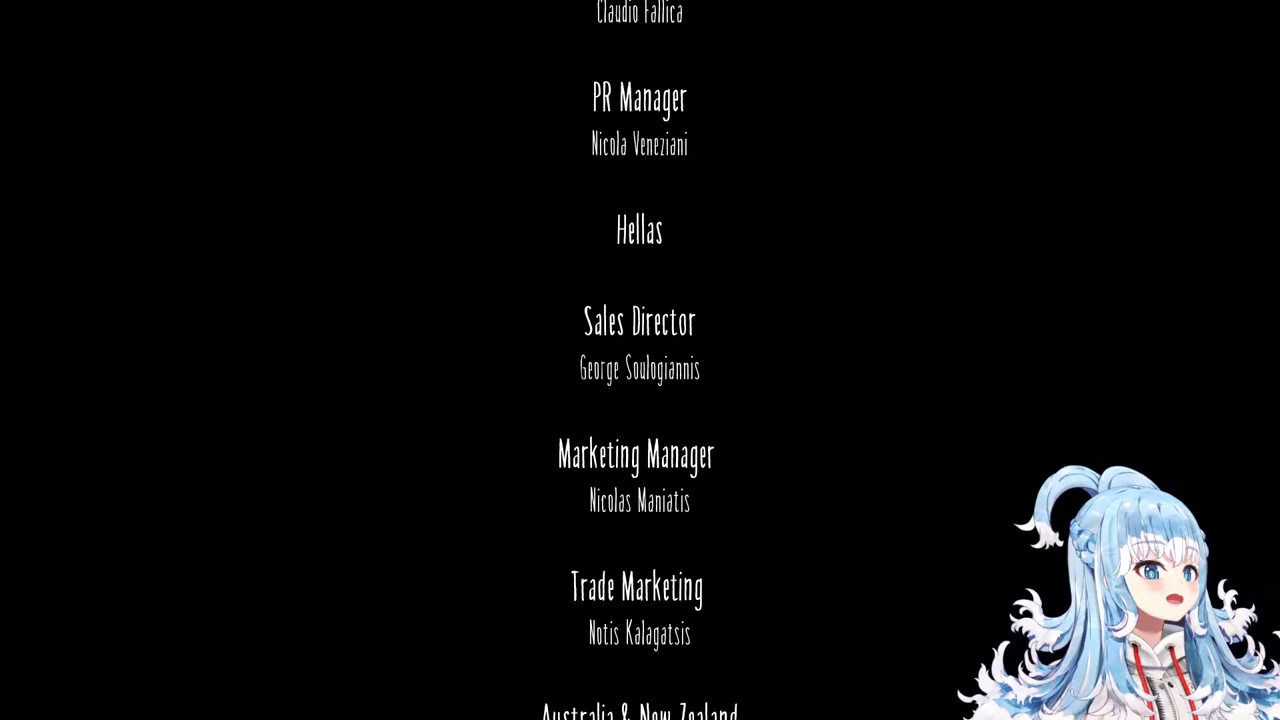 Claudio Fallica
PR Manager
Nicola Veneziani
Hellas
Sales Director
George Soulogiannis
Marketing Manager
Nicolas Maniatis
Trade Marketing
Notis Kalagatsis
Australia & New Zealand